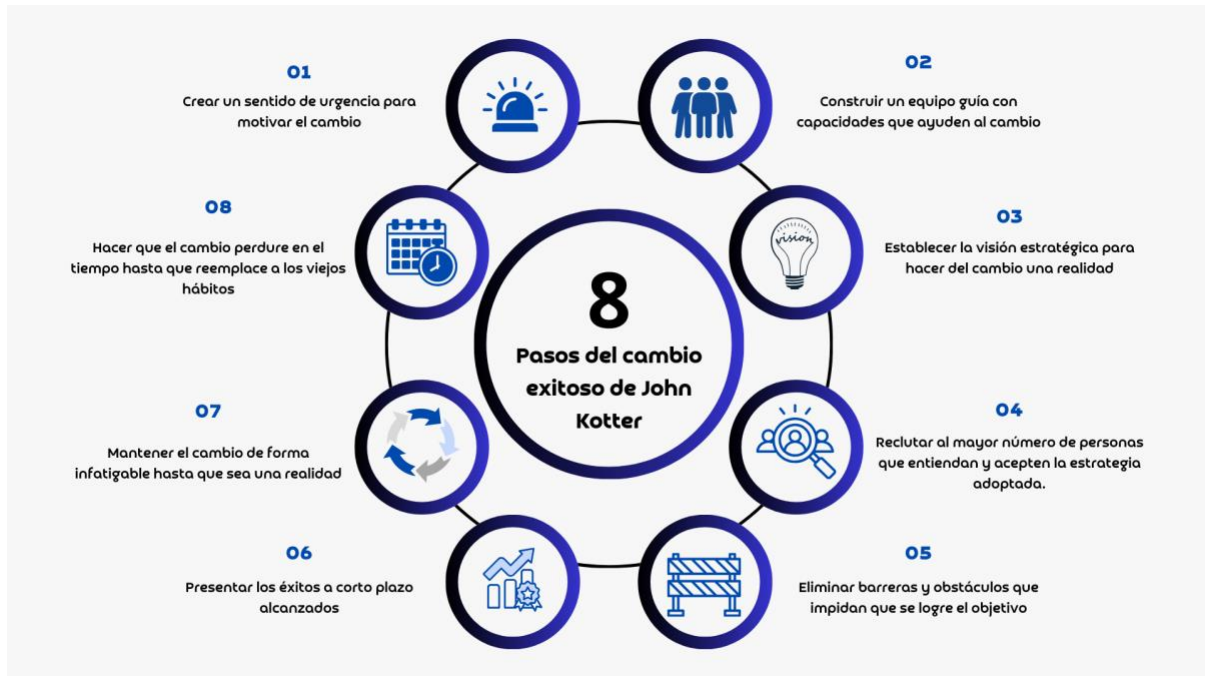 01
Crear un sentido de urgencia para
motivar el cambio
02
Construir un equipo guía con
capacidades que ayuden al cambio
03
vision
Establecer la visión estratégica para
hacer del cambio una realidad
04
Reclutar al mayor número de personas
que entiendan y acepten la estrategia
adoptada.
05
Eliminar barreras y obstáculos que
impidan que se logre el objetivo
06
Presentar los éxitos a corto plazo
alcanzados
07
Mantener el cambio de forma
infatigable hasta que sea una realidad
08
Hacer que el cambio perdure en el
tiempo hasta que reemplace a los viejos
hábitos
8
Pasos del cambio
exitoso de John
Kotter